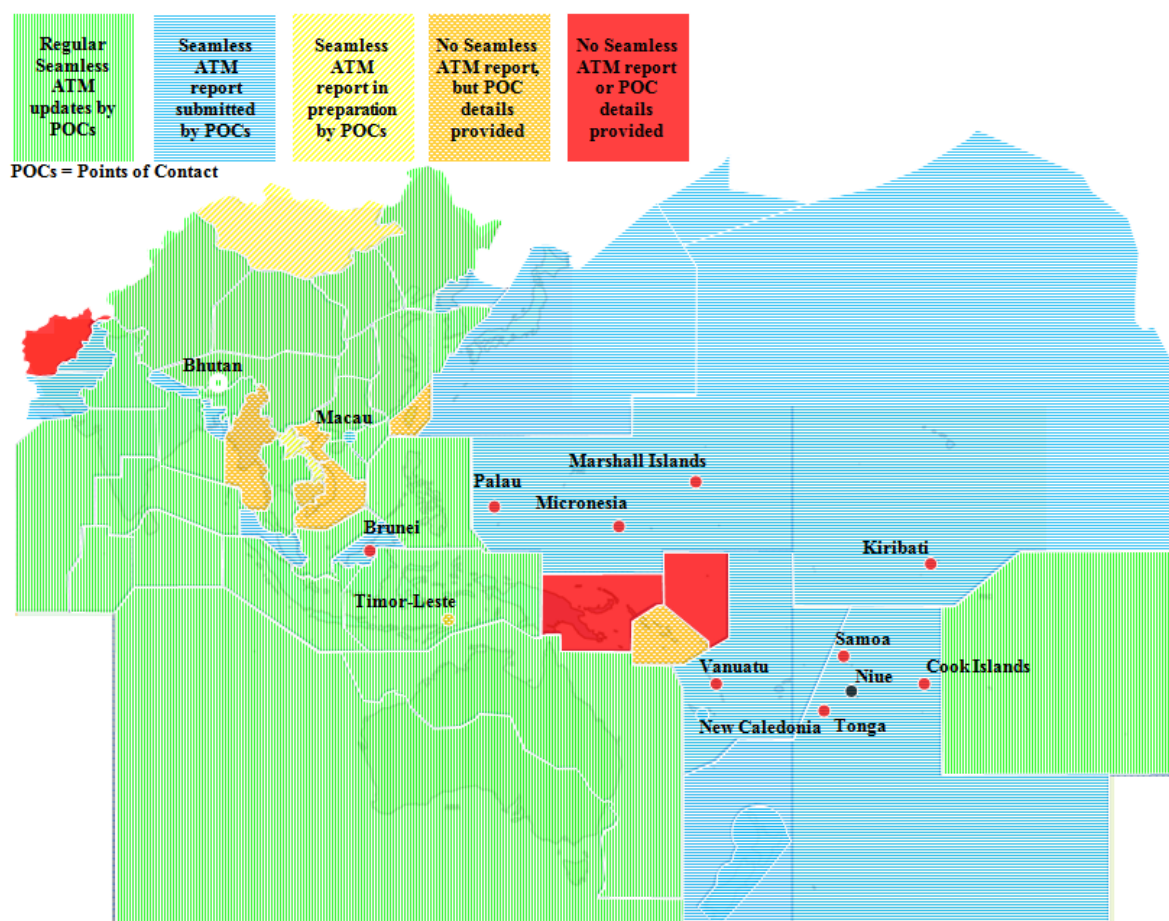 Regular
Seamless
ATM
updates by
POCs
Seamless
ATM
report
submitted
by POCs
Seamless
ATM
report in
preparation
by POCs
No Seamless
ATM report,
but POC
details
provided
No Seamless
ATM report
or POC
details
provided
POCs = Points of Contact
Bhutan
Macau
Marshall Islands
Palau
Micronesia
Brunei
Kiribati
Timor-Leste
Samoa
Vanuatu
Niue
Cook Islands
New Caledonia
Tonga